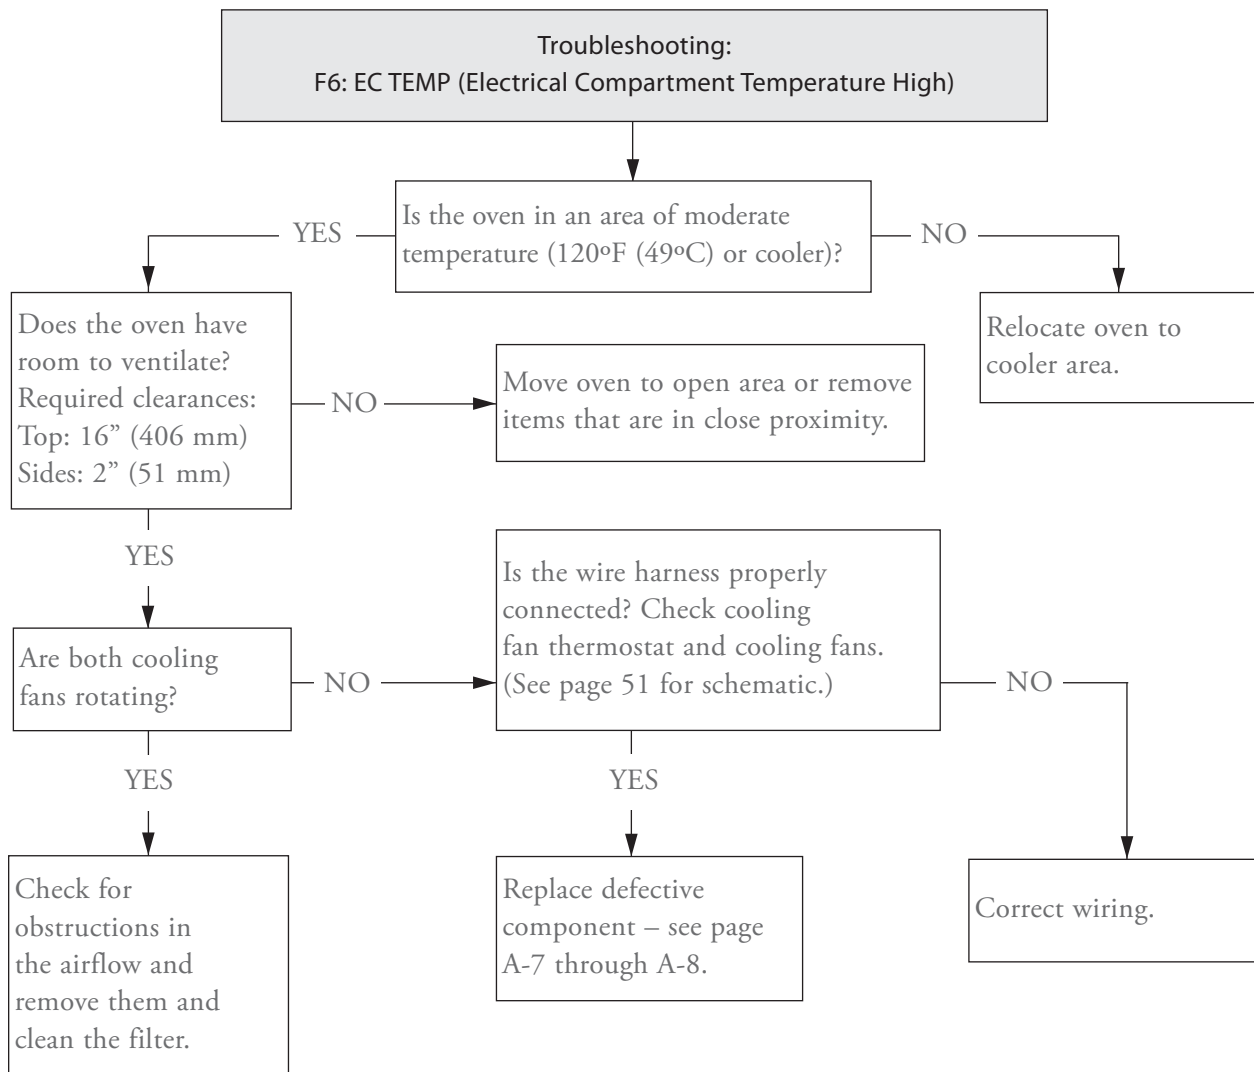 Troubleshooting:
F6: EC TEMP (Electrical Compartment Temperature High)
Is the oven in an area of moderate
temperature (120ºF (49ºC) or cooler)?
YES
NO
Does the oven have
room to ventilate?
Required clearances:
Top: 16” (406 mm)
Sides: 2” (51 mm)
Relocate oven to
cooler area.
NO
Move oven to open area or remove
items that are in close proximity.
YES
Are both cooling
fans rotating?
NO
Is the wire harness properly
connected? Check cooling
fan thermostat and cooling fans.
(See page 51 for schematic.)
NO
YES
YES
Check for
obstructions in
the airflow and
remove them and
clean the filter.
Replace defective
component – see page
A-7 through A-8.
Correct wiring.